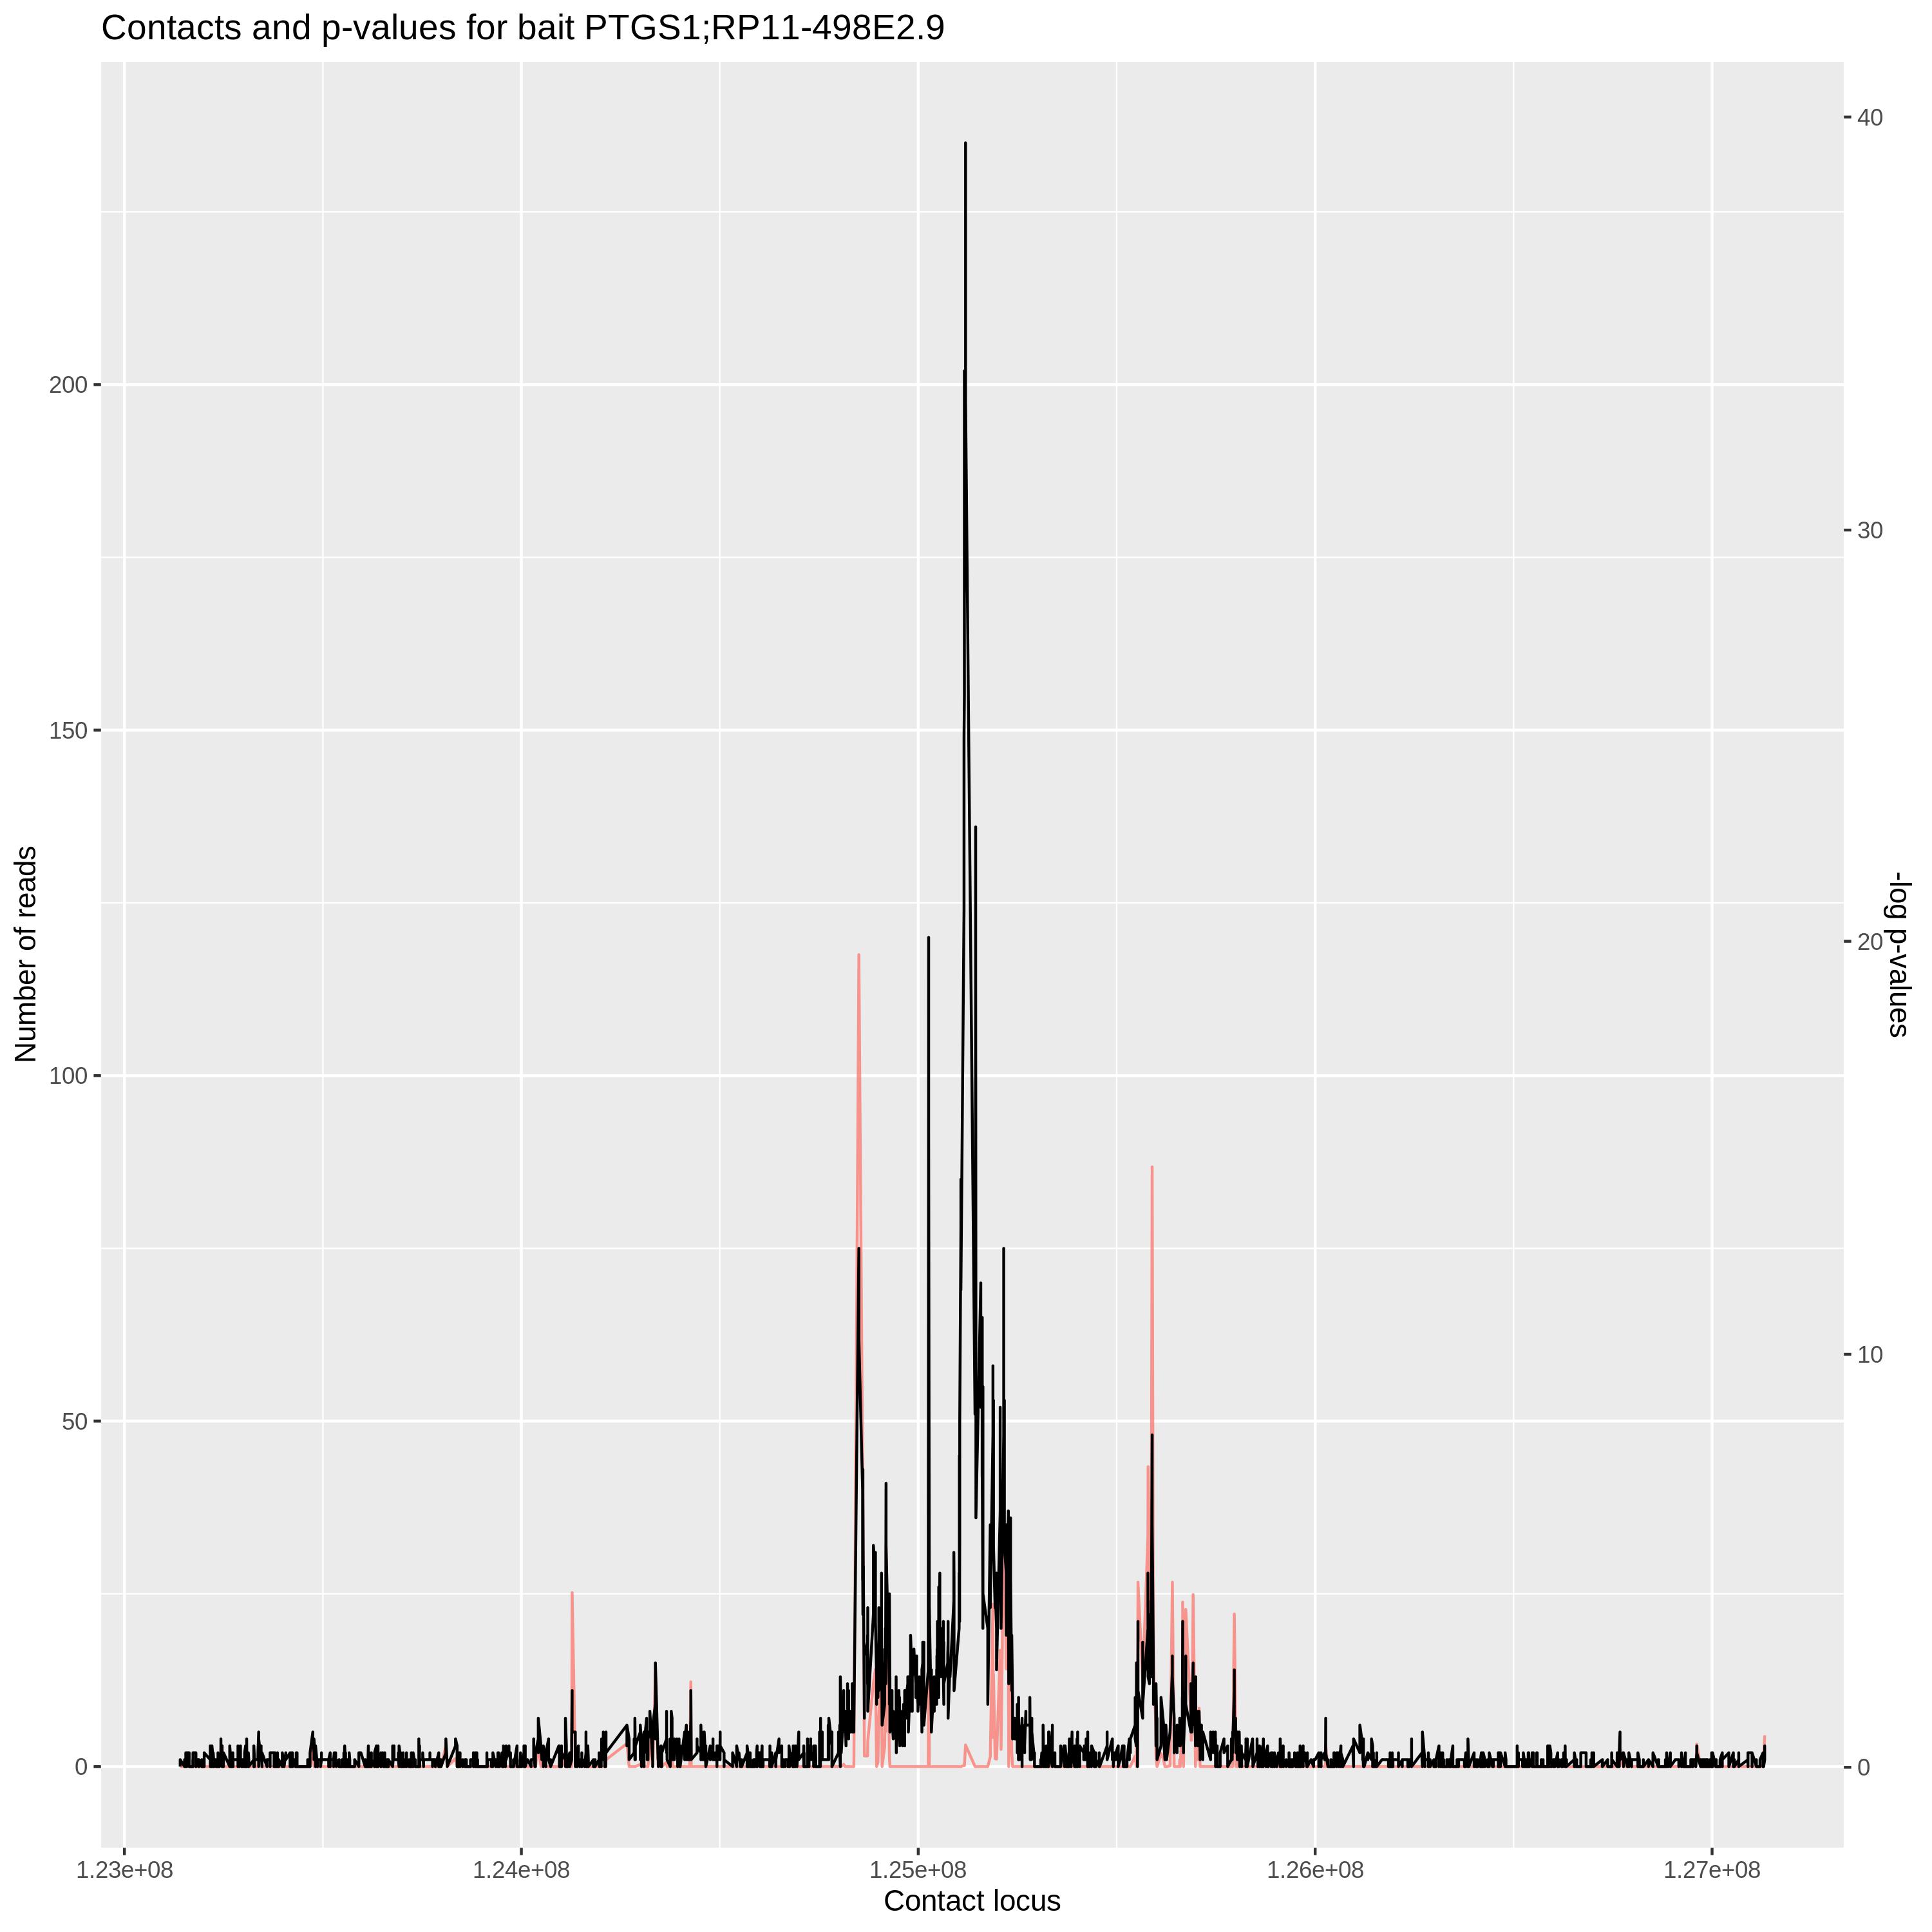 Contacts and p-values for bait PTGS1;RP11-498E2.9
Number of reads
200
150
100
50
0
40
30
20
10
0
-log p-values
1.23e+08 1.24e+08 1.25e+08 1.26e+08 1.27e+08
Contact locus